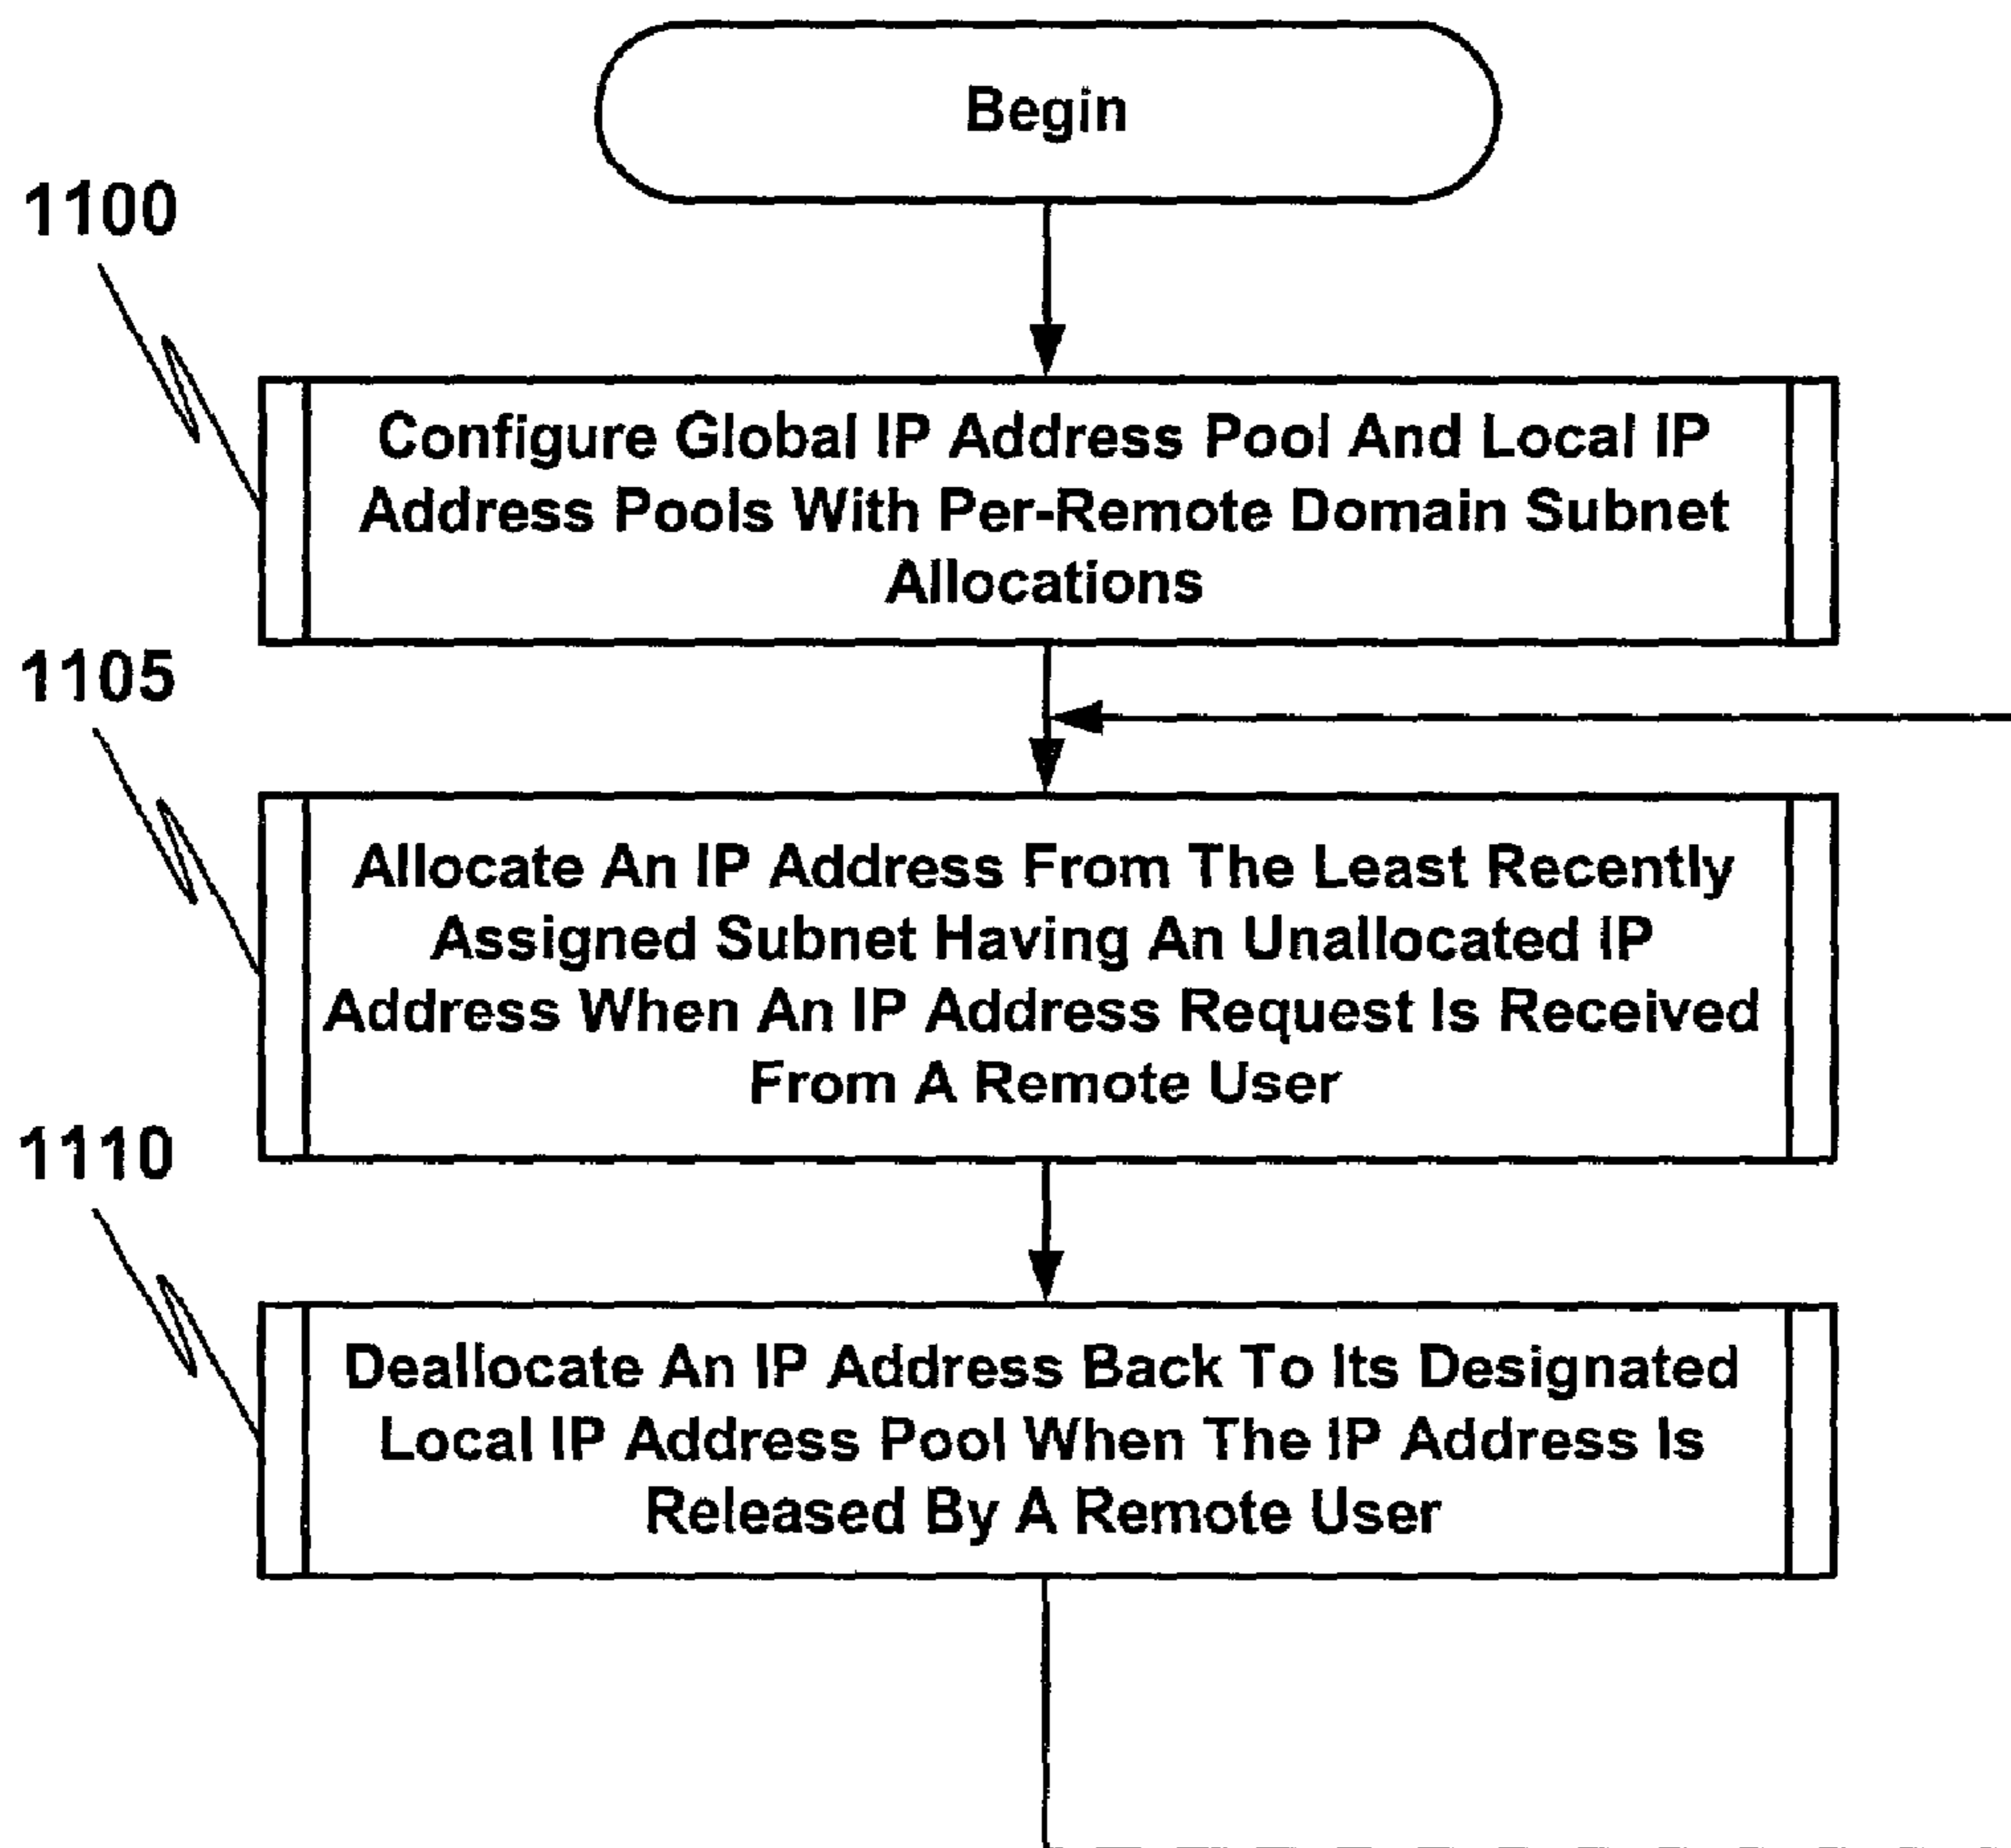 Begin
1100
Configure Global IP Address Pool And Local IP
Address Pools With Per-Remote Domain Subnet
Allocations
1105
Allocate An IP Address From The Least Recently
Assigned Subnet Having An Unallocated IP
Address When An IP Address Request Is Received
From A Remote User
1110
Deallocate An IP Address Back To Its Designated
Local IP Address Pool When The IP Address Is
Released By A Remote User